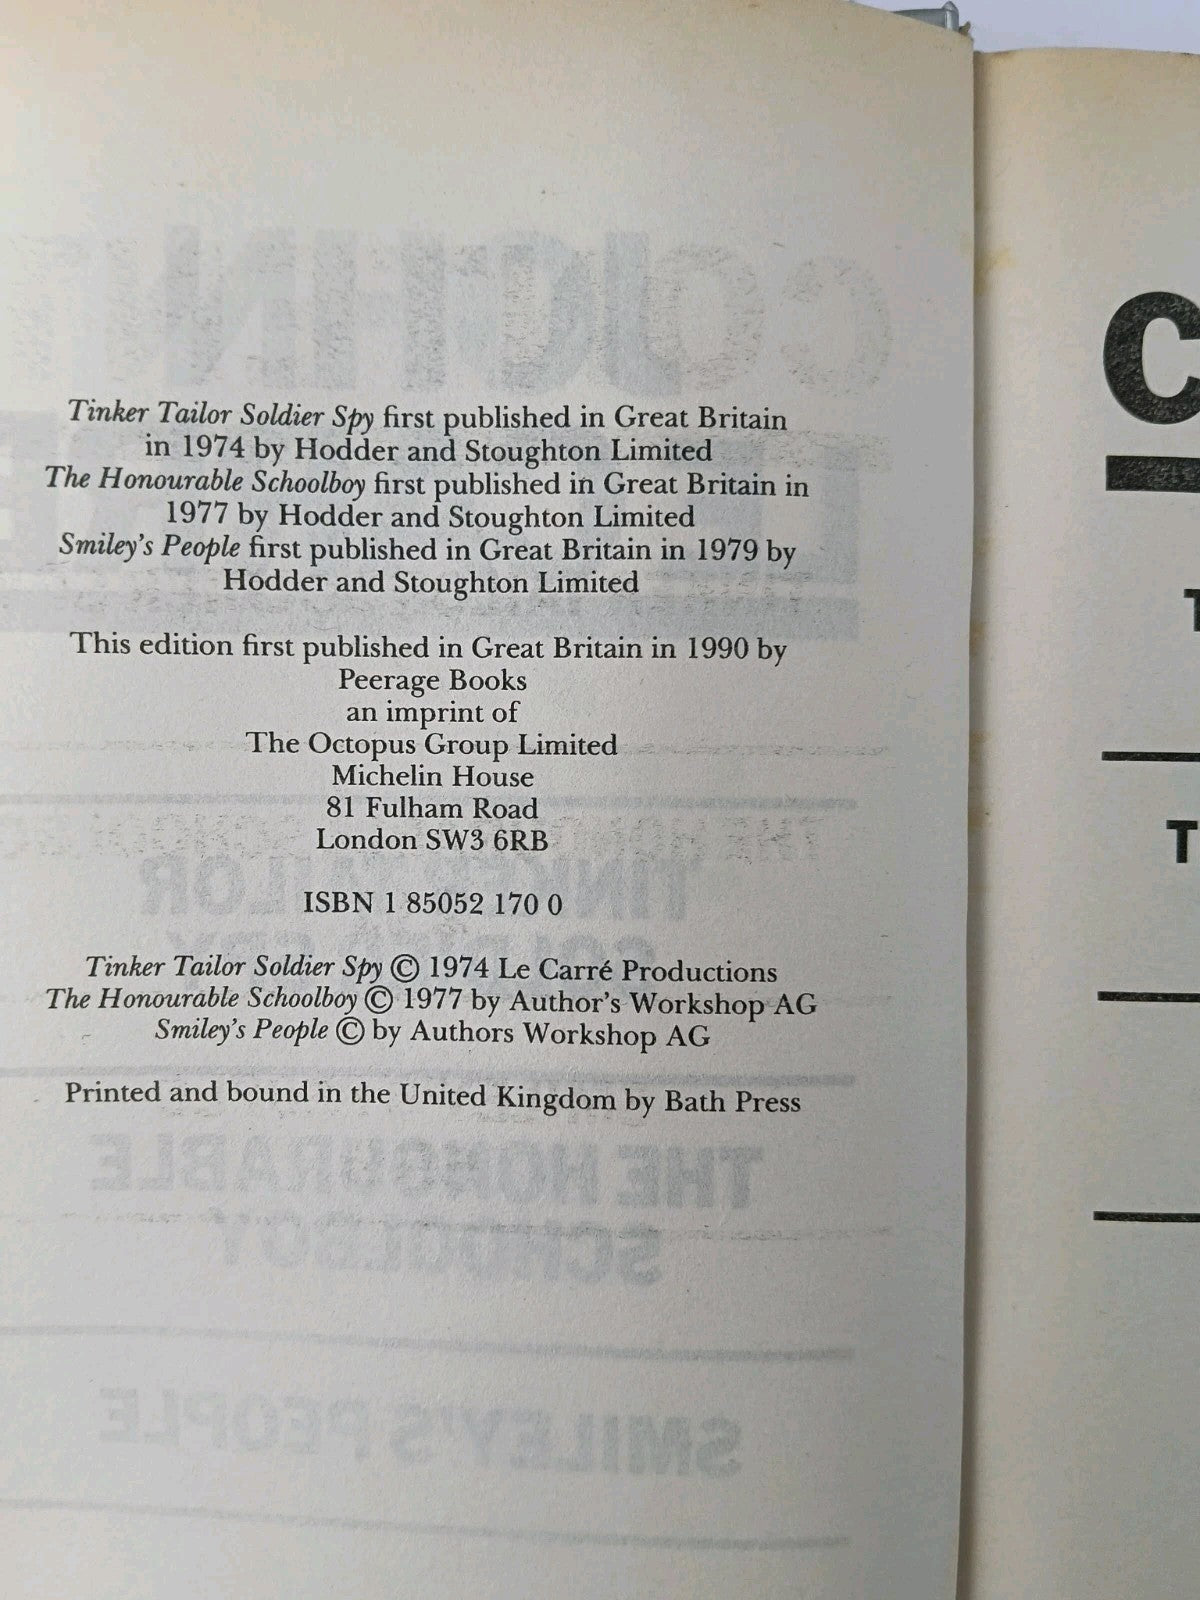 Tinker Tailor Soldier Spy first published in Great Britain
in 1974 by Hodder and Stoughton Limited
The Honourable Schoolboy first published in Great Britain in
1977 by Hodder and Stoughton Limited
Smiley's People first published in Great Britain in 1979 by
Hodder and Stoughton Limited
This edition first published in Great Britain in 1990 by
Peerage Books
an imprint of
The Octopus Group Limited
Michelin House
81 Fulham Road
London SW3 6RB
ISBN 1 85052 170 0
Tinker Tailor Soldier Spy © 1974 Le Carré Productions
The Honourable Schoolboy © 1977 by Author's Workshop AG
Smiley's People © by Authors Workshop AG
Printed and bound in the United Kingdom by Bath Press
THE HONOURABLE
SCHOOLBOY
SMILEY'S PEOPLE
C
T
T